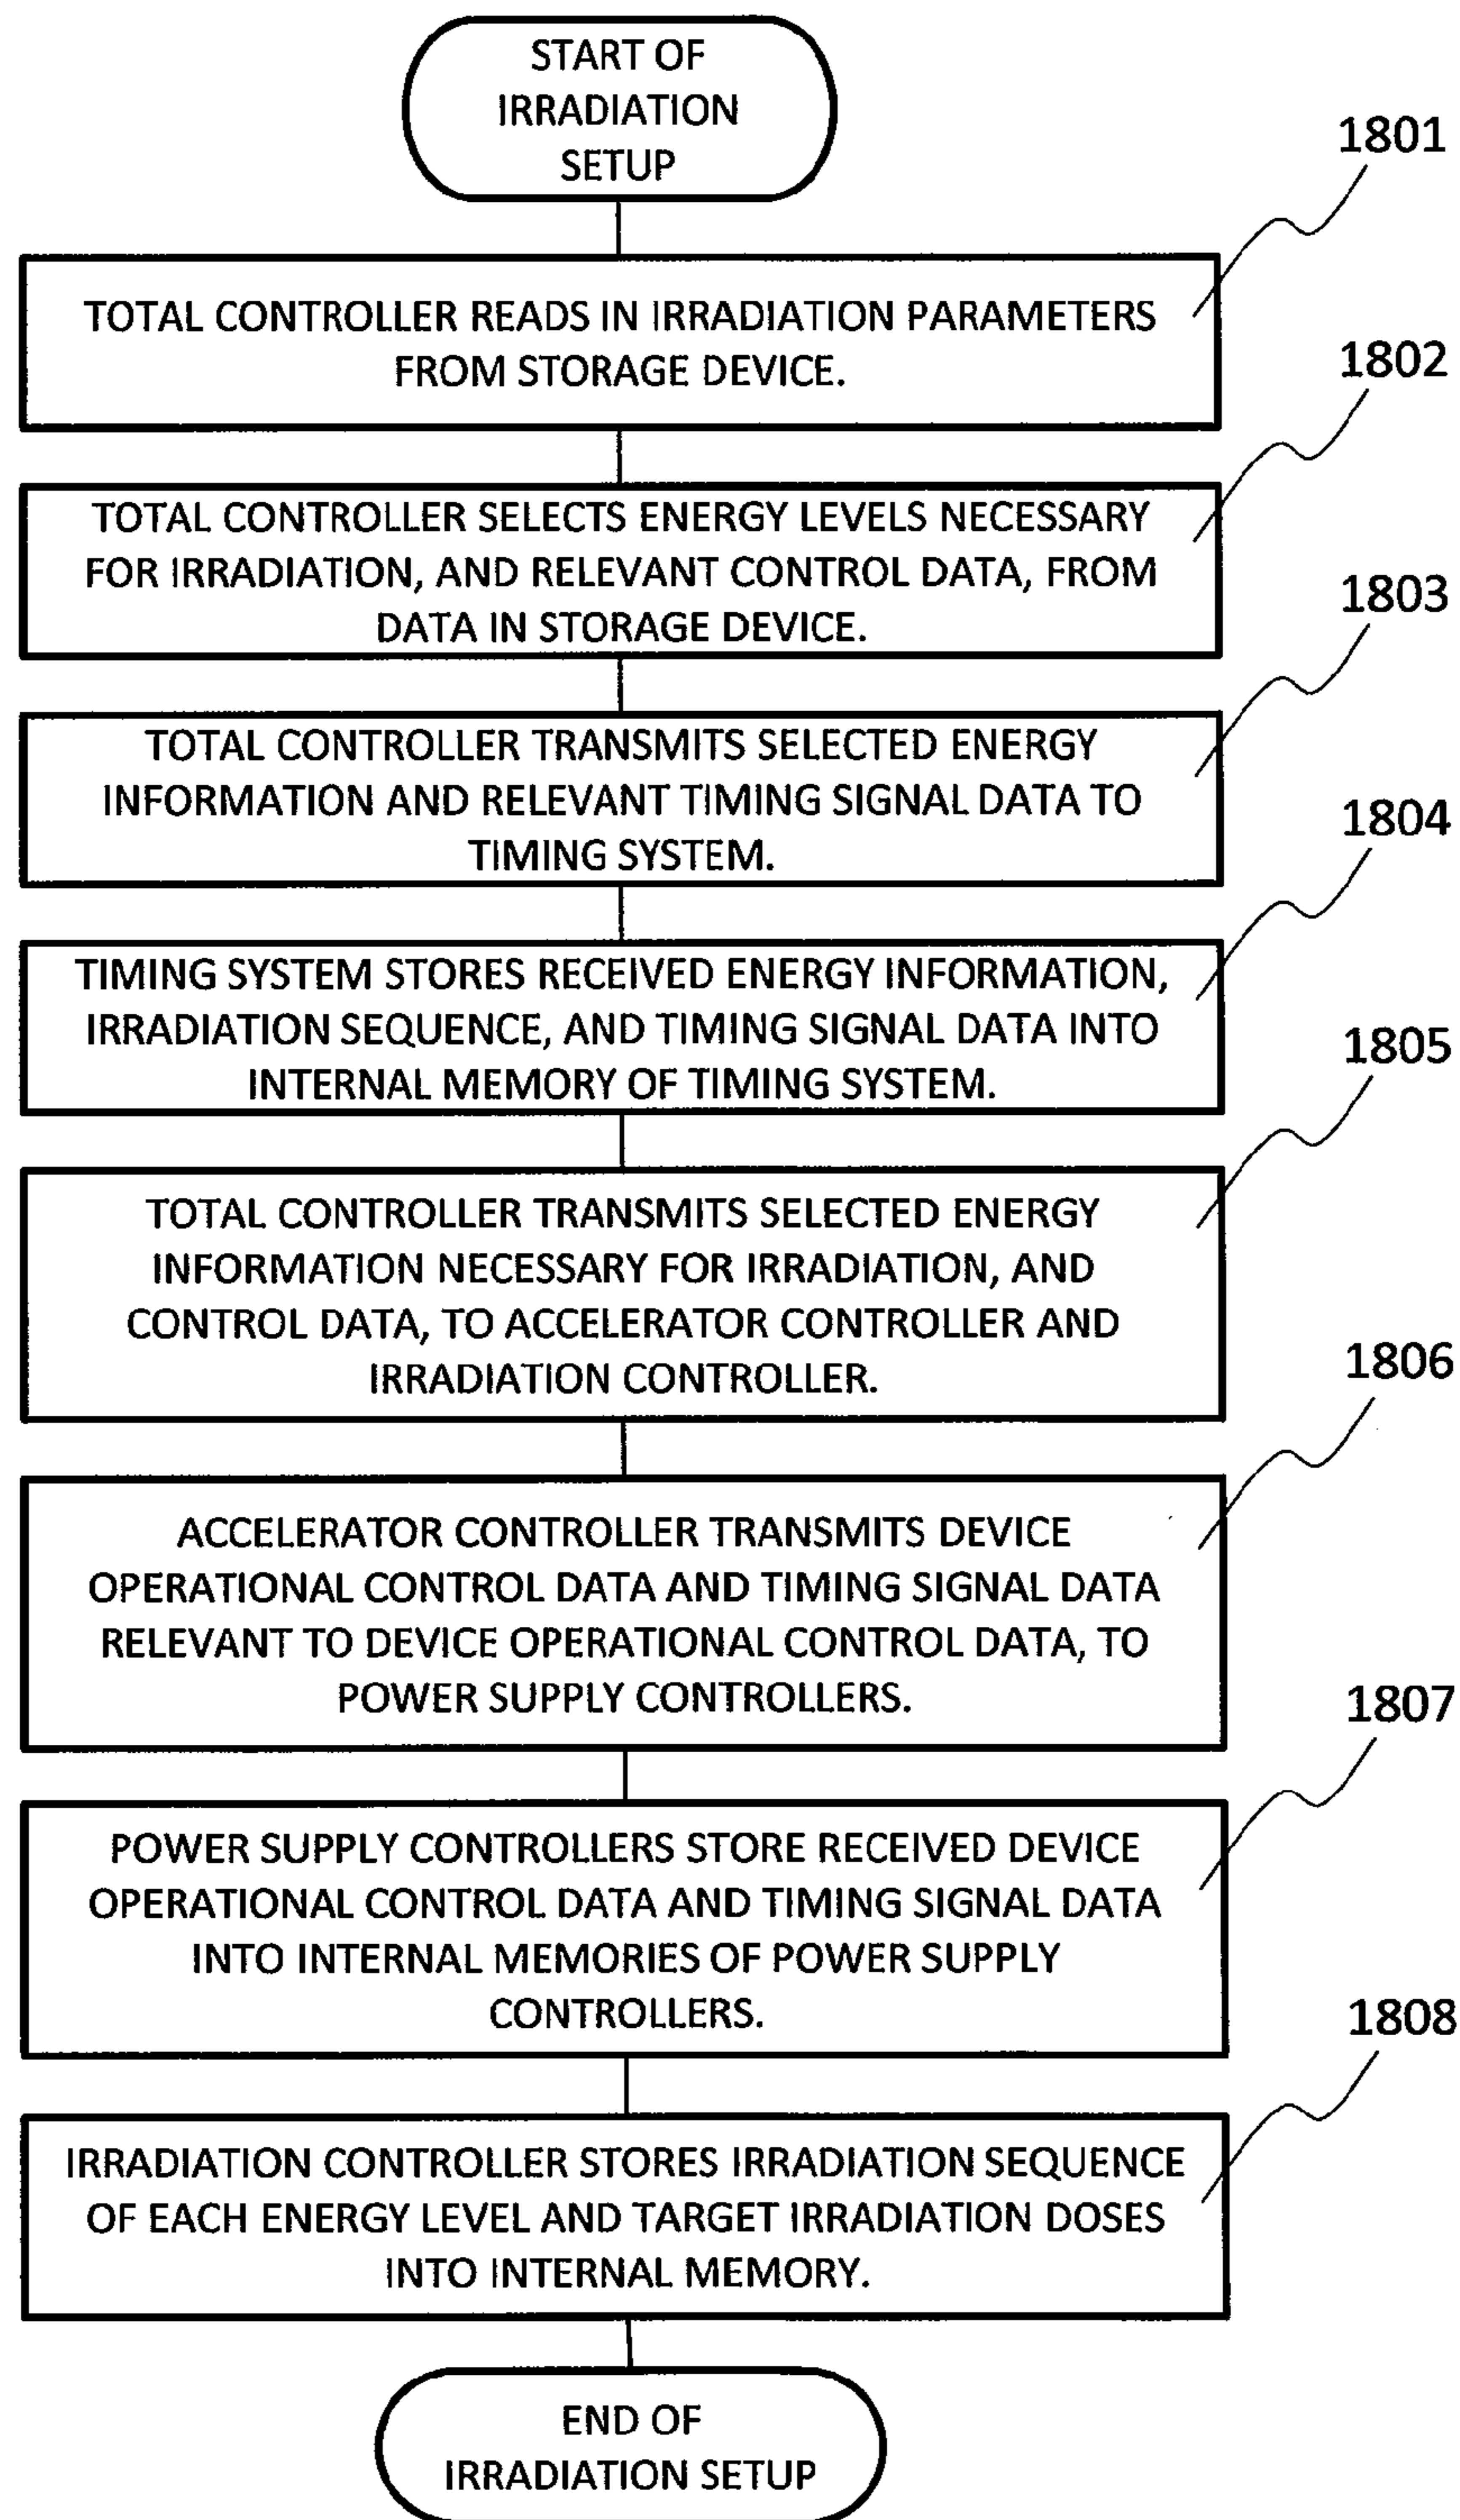 START OF
IRRADIATION
SETUP
1801
TOTAL CONTROLLER READS IN IRRADIATION PARAMETERS
FROM STORAGE DEVICE.
1802
TOTAL CONTROLLER SELECTS ENERGY LEVELS NECESSARY
FOR IRRADIATION, AND RELEVANT CONTROL DATA, FROM
DATA IN STORAGE DEVICE.
1803
TOTAL CONTROLLER TRANSMITS SELECTED ENERGY
INFORMATION AND RELEVANT TIMING SIGNAL DATA TO
TIMING SYSTEM.
1804
TIMING SYSTEM STORES RECEIVED ENERGY INFORMATION,
IRRADIATION SEQUENCE, AND TIMING SIGNAL DATA INTO
INTERNAL MEMORY OF TIMING SYSTEM.
1805
TOTAL CONTROLLER TRANSMITS SELECTED ENERGY
INFORMATION NECESSARY FOR IRRADIATION, AND
CONTROL DATA, TO ACCELERATOR CONTROLLER AND
IRRADIATION CONTROLLER.
1806
ACCELERATOR CONTROLLER TRANSMITS DEVICE
OPERATIONAL CONTROL DATA AND TIMING SIGNAL DATA
RELEVANT TO DEVICE OPERATIONAL CONTROL DATA, TO
POWER SUPPLY CONTROLLERS.
1807
POWER SUPPLY CONTROLLERS STORE RECEIVED DEVICE
OPERATIONAL CONTROL DATA AND TIMING SIGNAL DATA
INTO INTERNAL MEMORIES OF POWER SUPPLY
CONTROLLERS.
1808
IRRADIATION CONTROLLER STORES IRRADIATION SEQUENCE
OF EACH ENERGY LEVEL AND TARGET IRRADIATION DOSES
INTO INTERNAL MEMORY.
END OF
IRRADIATION SETUP